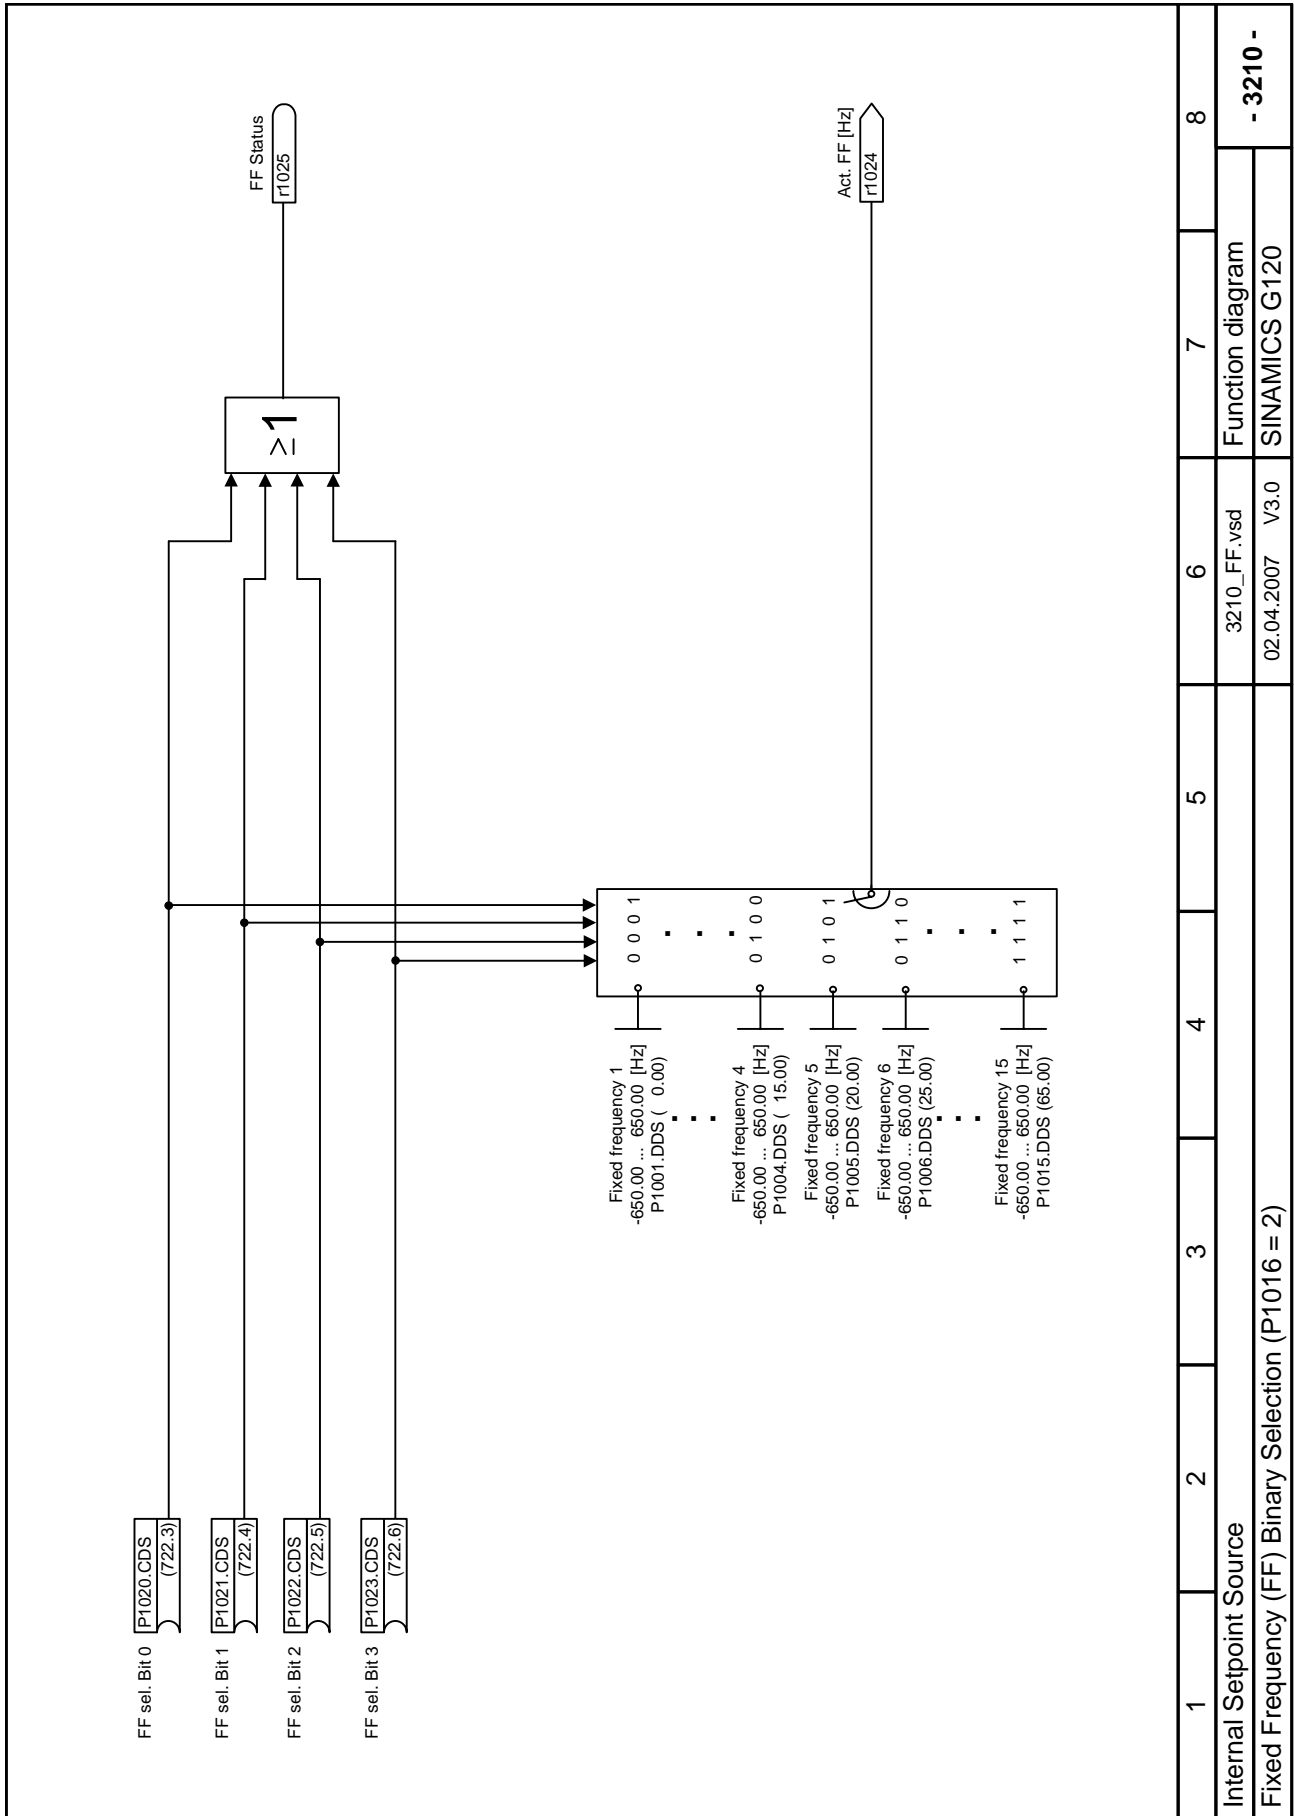 FF sel. Bit 0
P1020.CDS
(722.3)
FF sel. Bit 1
P1021.CDS
(722.4)
FF sel. Bit 2
P1022.CDS
(722.5)
FF sel. Bit 3
P1023.CDS
(722.6)
≥1
FF Status
r1025
Fixed frequency 1
-650.00 ... 650.00 [Hz]
P1001.DDS ( 0.00)
0 0 0 1
. . .
. . .
Fixed frequency 4
-650.00 ... 650.00 [Hz]
P1004.DDS ( 15.00)
0 1 0 0
Fixed frequency 5
-650.00 ... 650.00 [Hz]
P1005.DDS (20.00)
0 1 0 1
Fixed frequency 6
-650.00 ... 650.00 [Hz]
P1006.DDS (25.00)
0 1 1 0
. . .
. . .
Fixed frequency 15
-650.00 ... 650.00 [Hz]
P1015.DDS (65.00)
1 1 1 1
Act. FF [Hz]
r1024
1 2 3 4 5 6 7 8
Internal Setpoint Source
3210_FF.vsd
Function diagram
- 3210 -
Fixed Frequency (FF) Binary Selection (P1016 = 2)
02.04.2007 V3.0
SINAMICS G120